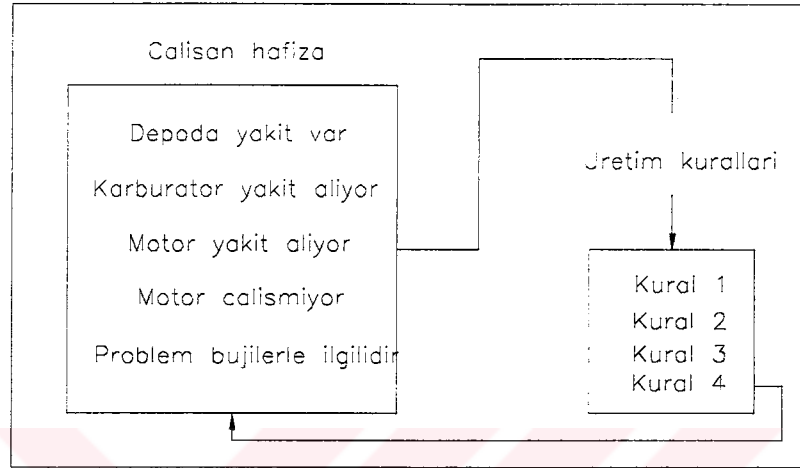 Calisan hafiza
Depoda yakit var
Karburator yakit aliyor
Motor yakit aliyor
Motor calismiyor
Problem bujilerle ilgilidir
Uretim kurallari
Kural 1
Kural 2
Kural 3
Kural 4